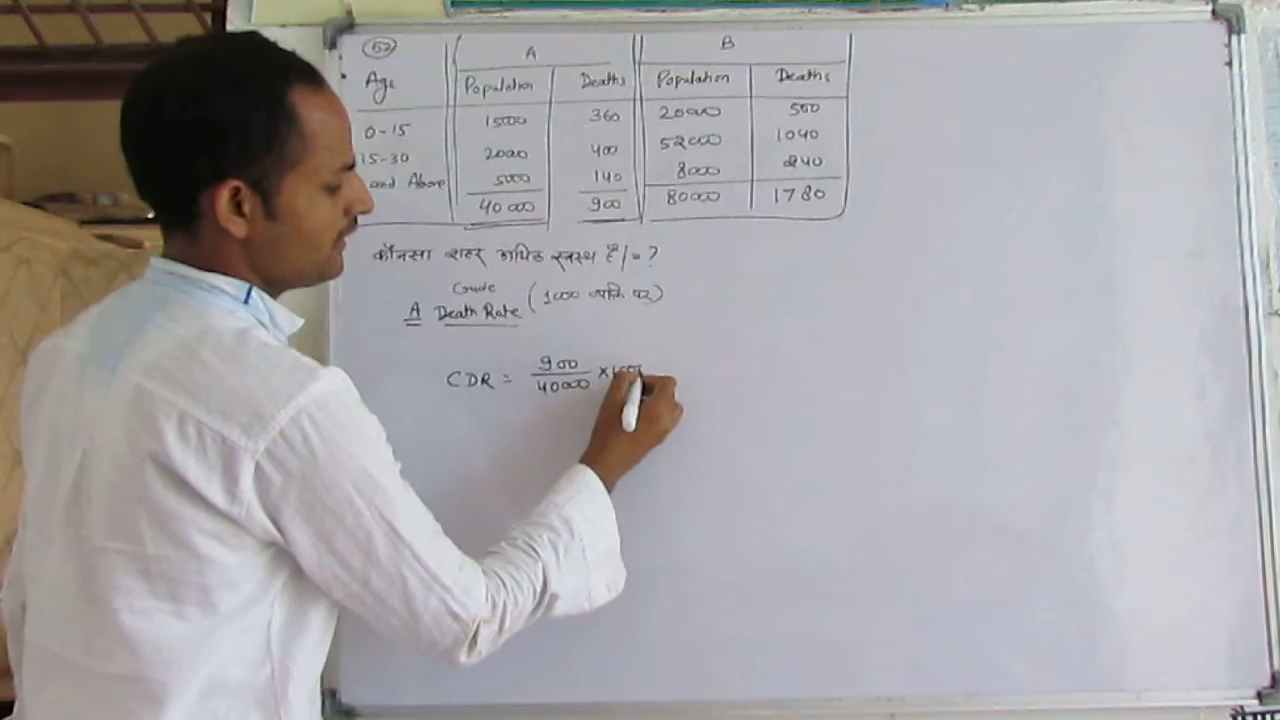 52 A B
Age Population Deaths Population Deaths
0-15 15000 360 20000 500
15-30 20000 400 52000 1040
and Above 5000 140 8000 240
40000 900 80000 1780
कौनसा शहर अधिक स्वस्थ है/= ?
Crude
A Death Rate (1000 व्यक्ति पर)
CDR = 900/40000 ×